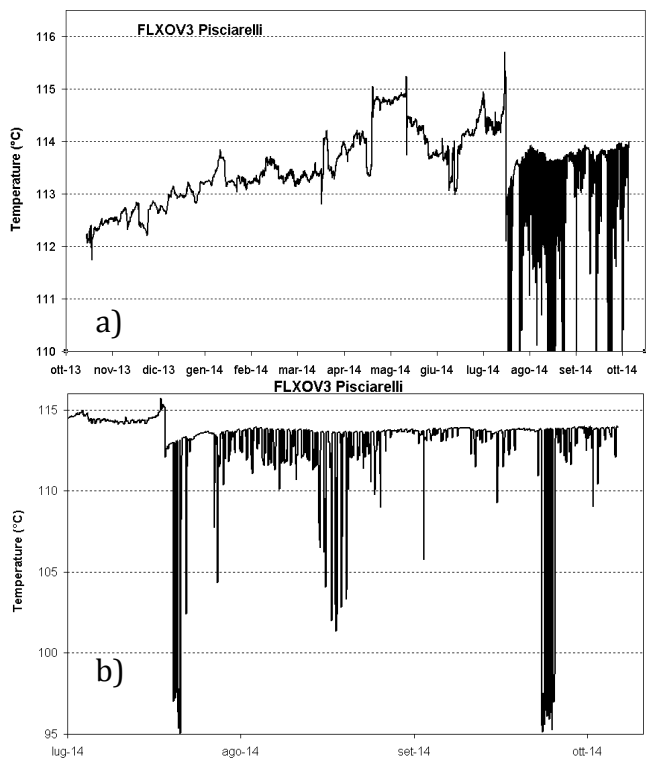 FLXOV3 Pisciarelli
Temperature (°C)
116
115
114
113
112
111
110
a)
ott-13 nov-13 dic-13 gen-14 feb-14 mar-14 apr-14 mag-14 giu-14 lug-14 ago-14 set-14 ott-14
FLXOV3 Pisciarelli
Temperature (°C)
115
110
105
100
95
b)
lug-14 ago-14 set-14 ott-14